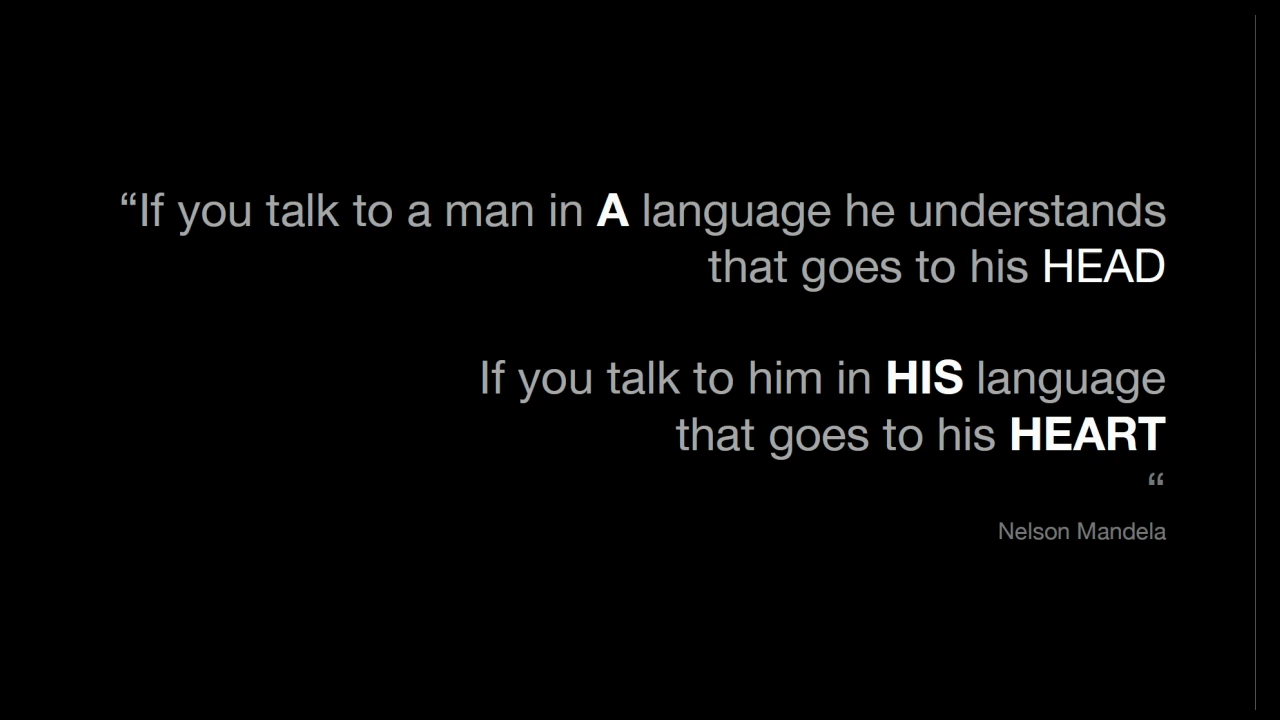 “If you talk to a man in A language he understands
that goes to his HEAD
If you talk to him in HIS language
that goes to his HEART
“
Nelson Mandela